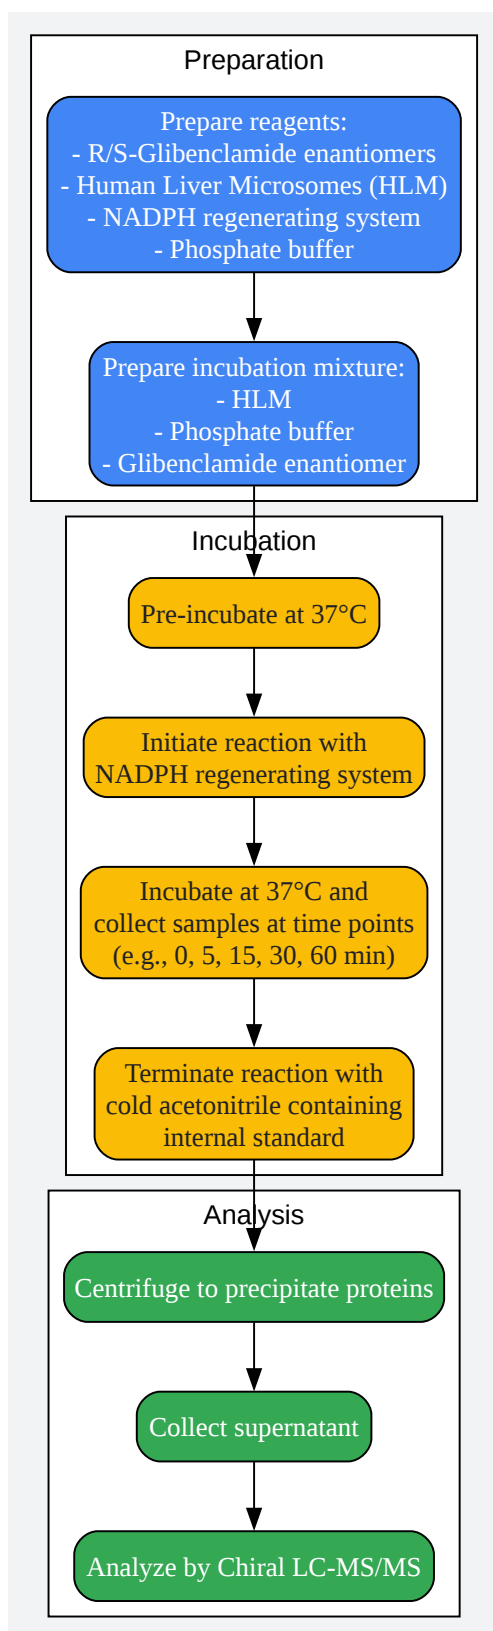 Preparation
Prepare reagents:
- R/S-Glibenclamide enantiomers
- Human Liver Microsomes (HLM)
- NADPH regenerating system
- Phosphate buffer
Prepare incubation mixture:
- HLM
- Phosphate buffer
- Glibenclamide enantiomer
Incubation
Pre-incubate at 37°C
Initiate reaction with
NADPH regenerating system
Incubate at 37°C and
collect samples at time points
(e.g., 0, 5, 15, 30, 60 min)
Terminate reaction with
cold acetonitrile containing
internal standard
Analysis
Centrifuge to precipitate proteins
Collect supernatant
Analyze by Chiral LC-MS/MS